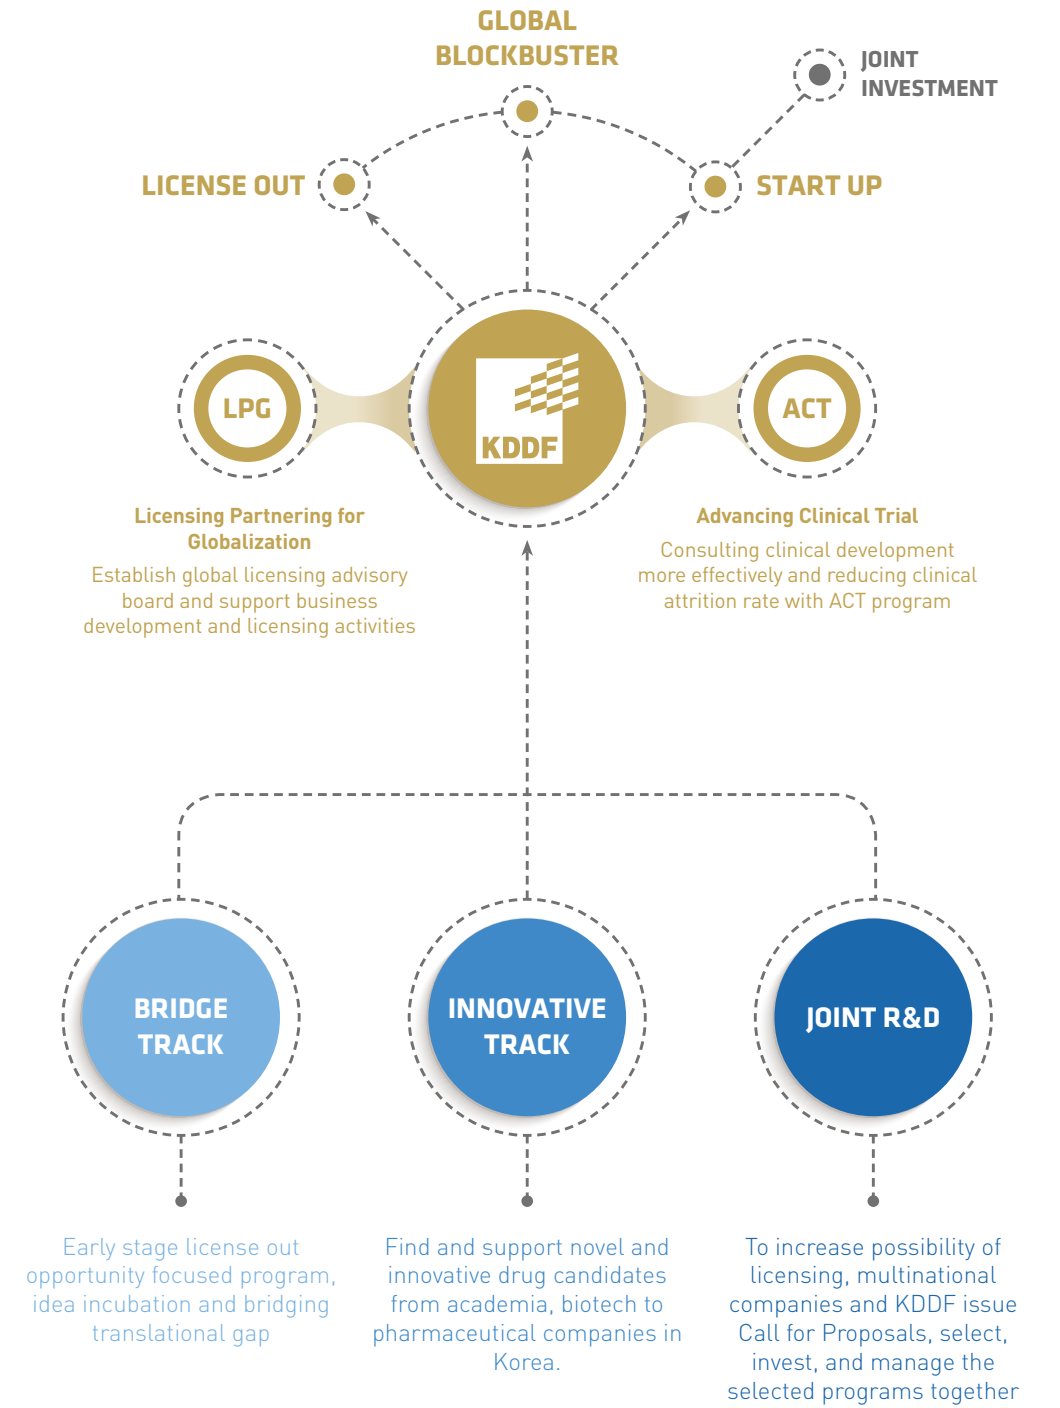 GLOBAL
BLOCKBUSTER
JOINT
INVESTMENT
LICENSE OUT
START UP
LPG
KDDF
ACT
Licensing Partnering for
Globalization
Establish global licensing advisory
board and support business
development and licensing activities
Advancing Clinical Trial
Consulting clinical development
more effectively and reducing clinical
attrition rate with ACT program
BRIDGE
TRACK
INNOVATIVE
TRACK
JOINT R&D
Early stage license out
opportunity focused program,
idea incubation and bridging
translational gap
Find and support novel and
innovative drug candidates
from academia, biotech to
pharmaceutical companies in
Korea.
To increase possibility of
licensing, multinational
companies and KDDF issue
Call for Proposals, select,
invest, and manage the
selected programs together